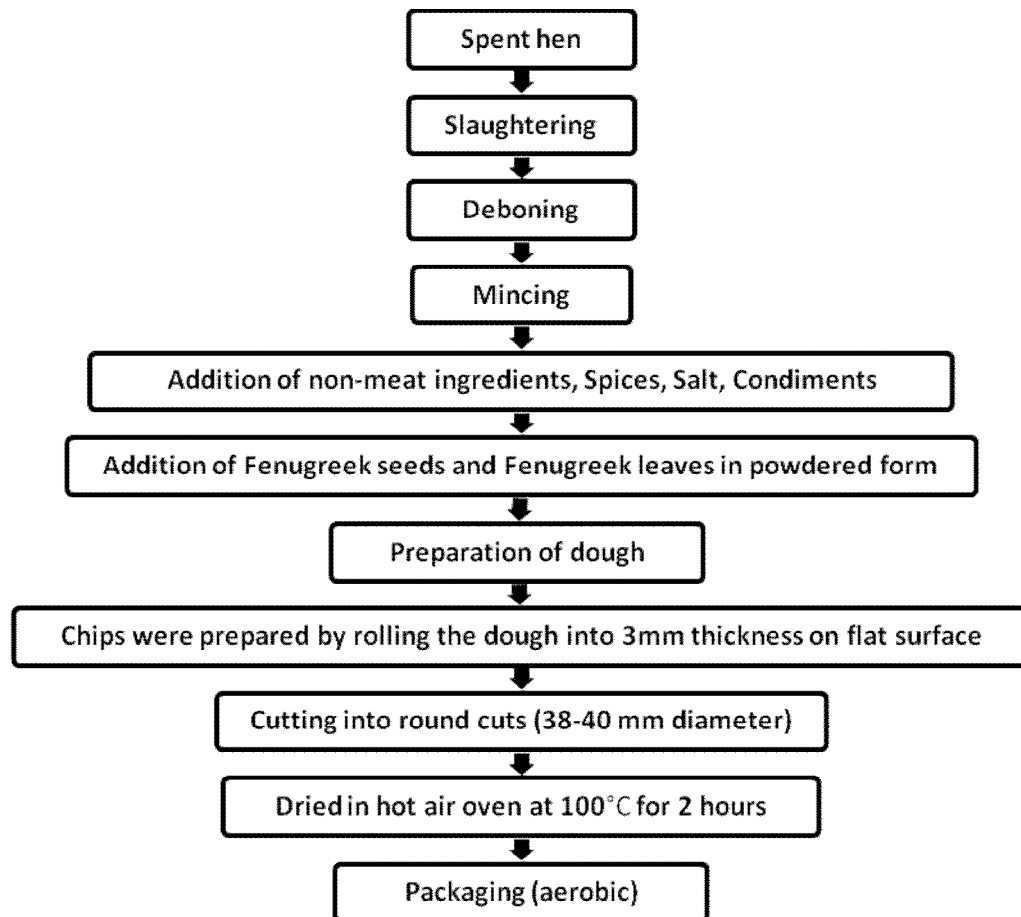 Spent hen
Slaughtering
Deboning
Mincing
Addition of non-meat ingredients, Spices, Salt, Condiments
Addition of Fenugreek seeds and Fenugreek leaves in powdered form
Preparation of dough
Chips were prepared by rolling the dough into 3mm thickness on flat surface
Cutting into round cuts (38-40 mm diameter)
Dried in hot air oven at 100°C for 2 hours
Packaging (aerobic)